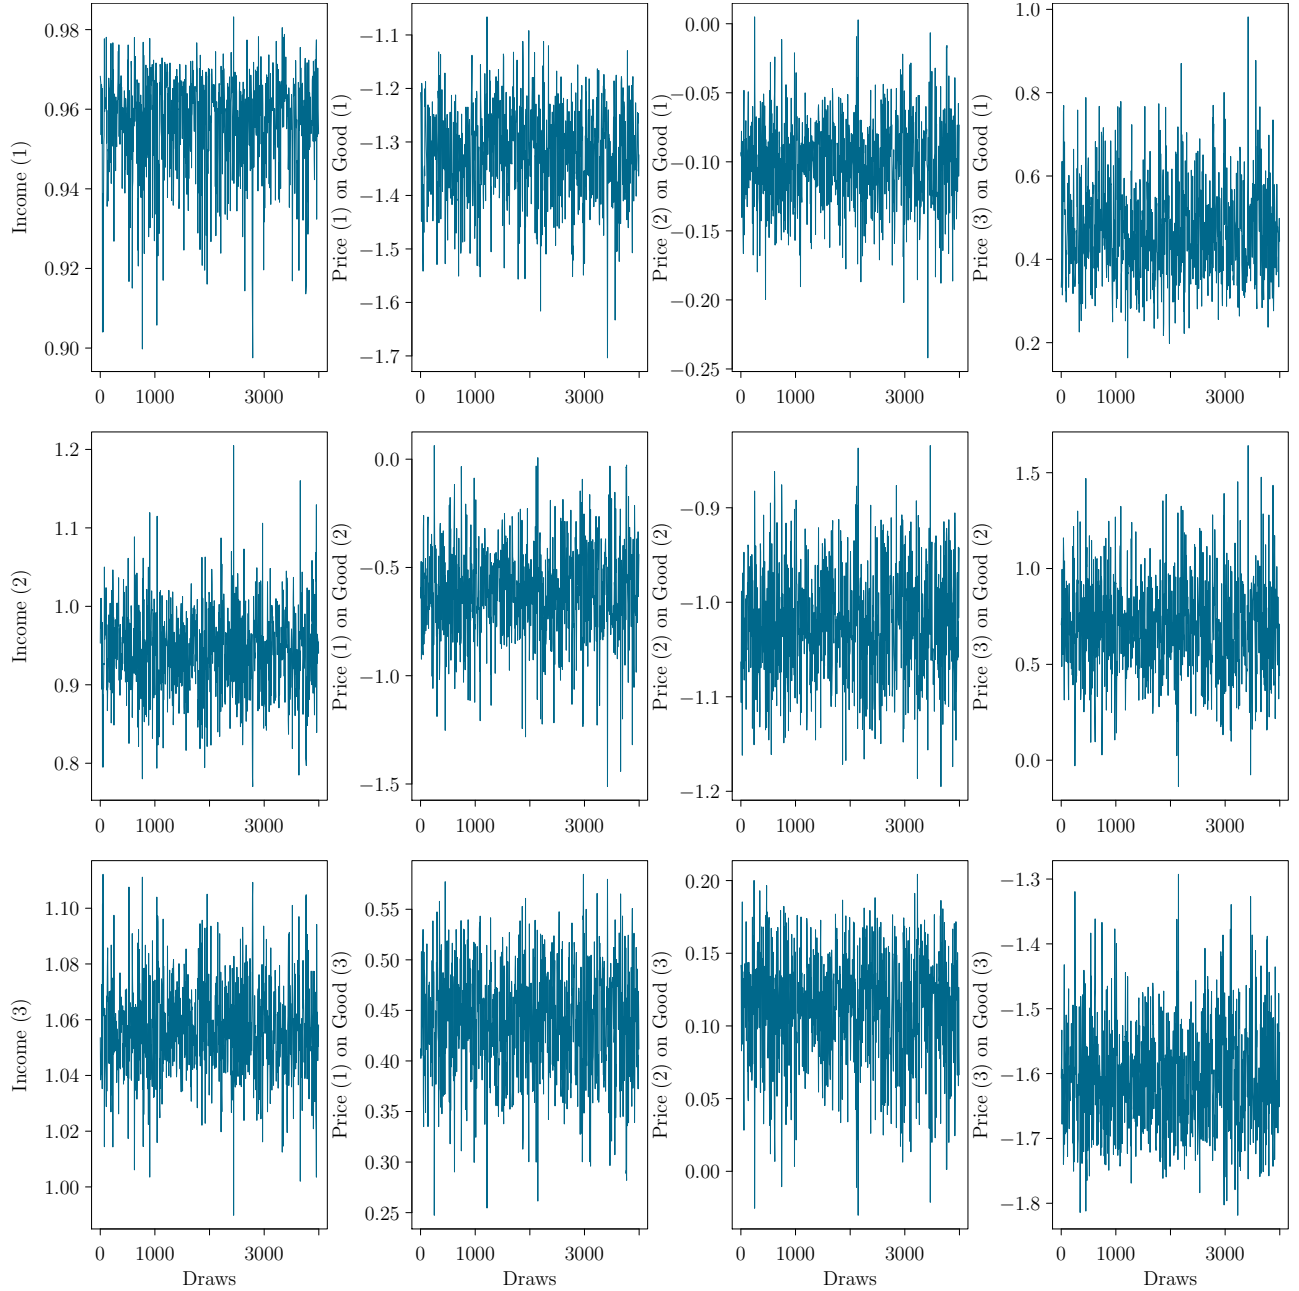 Income (1)
0.98
0.96
0.94
0.92
0.90
0 1000 3000
Price (1) on Good (1)
−1.1
−1.2
−1.3
−1.4
−1.5
−1.6
−1.7
0 1000 3000
Price (2) on Good (1)
0.00
−0.05
−0.10
−0.15
−0.20
−0.25
0 1000 3000
Price (3) on Good (1)
1.0
0.8
0.6
0.4
0.2
0 1000 3000
Income (2)
1.2
1.1
1.0
0.9
0.8
0 1000 3000
Price (1) on Good (2)
0.0
−0.5
−1.0
−1.5
0 1000 3000
Price (2) on Good (2)
−0.9
−1.0
−1.1
−1.2
0 1000 3000
Price (3) on Good (2)
1.5
1.0
0.5
0.0
0 1000 3000
Income (3)
1.10
1.08
1.06
1.04
1.02
1.00
0 1000 3000
Draws
Price (1) on Good (3)
0.55
0.50
0.45
0.40
0.35
0.30
0.25
0 1000 3000
Draws
Price (2) on Good (3)
0.20
0.15
0.10
0.05
0.00
0 1000 3000
Draws
Price (3) on Good (3)
−1.3
−1.4
−1.5
−1.6
−1.7
−1.8
0 1000 3000
Draws